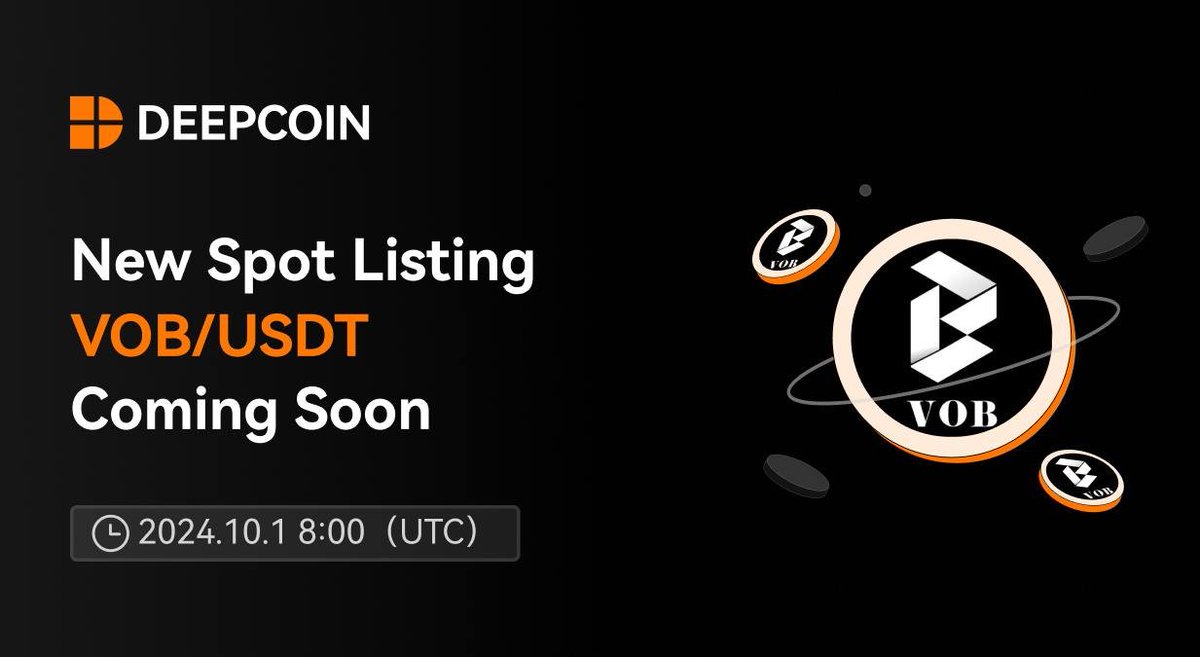 DEEPCOIN
New Spot Listing
VOB/USDT
Coming Soon
2024.10.1 8:00（UTC）
VOB
VOB
VOB